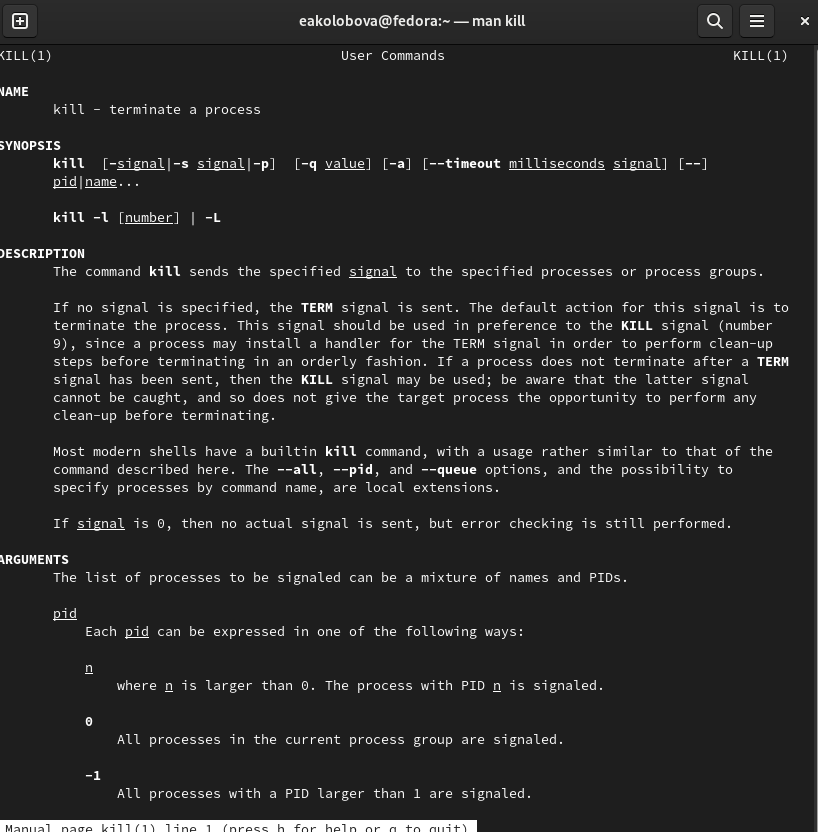 eakolobova@fedora:~ — man kill
KILL(1) User Commands KILL(1)
NAME
kill - terminate a process
SYNOPSIS
kill [-signal|-s signal|-p] [-q value] [-a] [--timeout milliseconds signal] [--]
pid|name...
kill -l [number] | -L
DESCRIPTION
The command kill sends the specified signal to the specified processes or process groups.
If no signal is specified, the TERM signal is sent. The default action for this signal is to
terminate the process. This signal should be used in preference to the KILL signal (number
9), since a process may install a handler for the TERM signal in order to perform clean-up
steps before terminating in an orderly fashion. If a process does not terminate after a TERM
signal has been sent, then the KILL signal may be used; be aware that the latter signal
cannot be caught, and so does not give the target process the opportunity to perform any
clean-up before terminating.
Most modern shells have a builtin kill command, with a usage rather similar to that of the
command described here. The --all, --pid, and --queue options, and the possibility to
specify processes by command name, are local extensions.
If signal is 0, then no actual signal is sent, but error checking is still performed.
ARGUMENTS
The list of processes to be signaled can be a mixture of names and PIDs.
pid
Each pid can be expressed in one of the following ways:
n
where n is larger than 0. The process with PID n is signaled.
0
All processes in the current process group are signaled.
-1
All processes with a PID larger than 1 are signaled.
Manual page kill(1) line 1 (press h for help or q to quit)